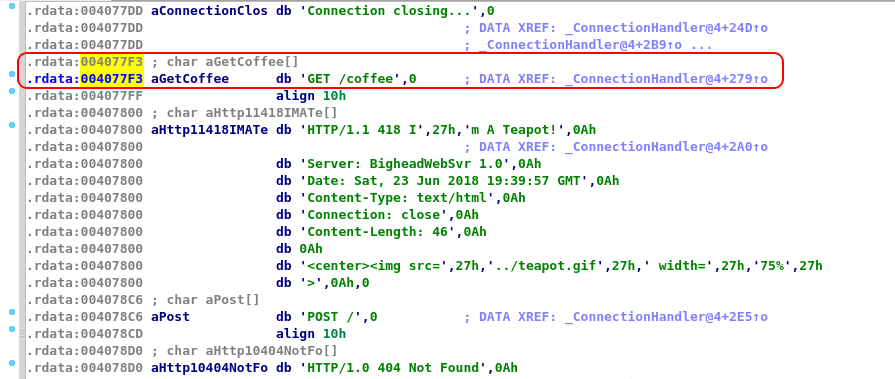 .rdata:004077DD aConnectionClos db 'Connection closing...',0
.rdata:004077DD ; DATA XREF: _ConnectionHandler@4+24D↑o
.rdata:004077DD ; _ConnectionHandler@4+2B9↑o ...
.rdata:004077F3 ; char aGetCoffee[]
.rdata:004077F3 aGetCoffee db 'GET /coffee',0 ; DATA XREF: _ConnectionHandler@4+279↑o
.rdata:004077FF align 10h
.rdata:00407800 ; char aHttp11418IMATe[]
.rdata:00407800 aHttp11418IMATe db 'HTTP/1.1 418 I',27h,'m A Teapot!',0Ah
.rdata:00407800 ; DATA XREF: _ConnectionHandler@4+2A0↑o
.rdata:00407800 db 'Server: BigheadWebSvr 1.0',0Ah
.rdata:00407800 db 'Date: Sat, 23 Jun 2018 19:39:57 GMT',0Ah
.rdata:00407800 db 'Content-Type: text/html',0Ah
.rdata:00407800 db 'Connection: close',0Ah
.rdata:00407800 db 'Content-Length: 46',0Ah
.rdata:00407800 db 0Ah
.rdata:00407800 db '<center><img src=',27h,'../teapot.gif',27h,' width=',27h,'75%',27h
.rdata:00407800 db '>',0Ah,0
.rdata:004078C6 ; char aPost[]
.rdata:004078C6 aPost db 'POST /',0 ; DATA XREF: _ConnectionHandler@4+2E5↑o
.rdata:004078CD align 10h
.rdata:004078D0 ; char aHttp10404NotFo[]
.rdata:004078D0 aHttp10404NotFo db 'HTTP/1.0 404 Not Found',0Ah